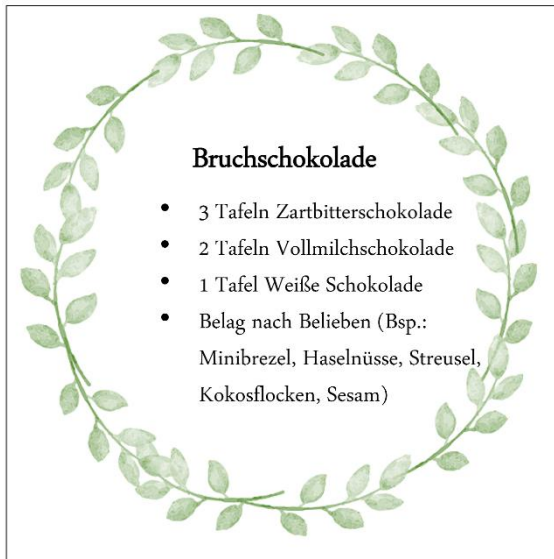 Bruchschokolade
• 3 Tafeln Zartbitterschokolade
• 2 Tafeln Vollmilchschokolade
• 1 Tafel Weiße Schokolade
• Belag nach Belieben (Bsp.:
Minibrezel, Haselnüsse, Streusel,
Kokosflocken, Sesam)